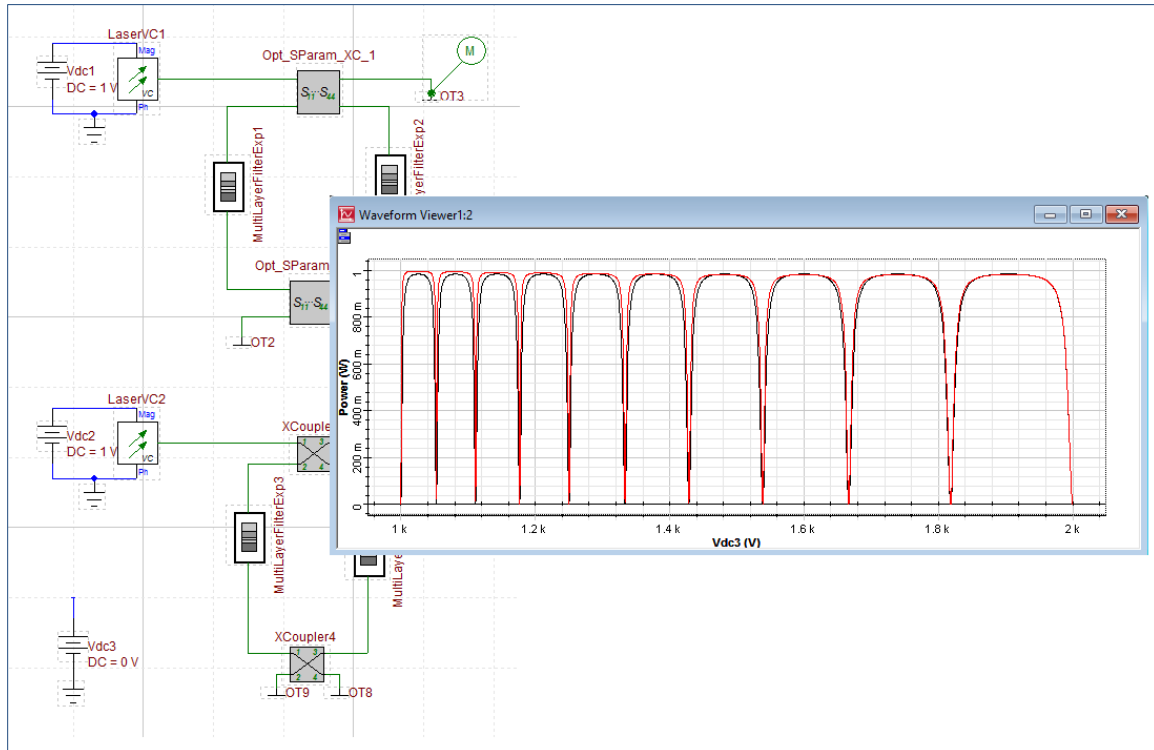 LaserVC1
Mag
Vdc1
DC = 1 V
VC
Ph
Opt_SParam_XC_1
S11...S44
M
OT3
MultiLayerFilterExp1
Exp2
Opt_SParam
S11...S44
OT2
LaserVC2
Mag
Vdc2
DC = 1 V
VC
Ph
XCoupler
1 3
2 4
MultiLayerFilterExp3
Vdc3
DC = 0 V
XCoupler4
1 3
2 4
OT9
OT8
Waveform Viewer1:2
Power (W)
1
800 m
600 m
400 m
200 m
0
1 k
1.2 k
1.4 k
1.6 k
1.8 k
2 k
Vdc3 (V)